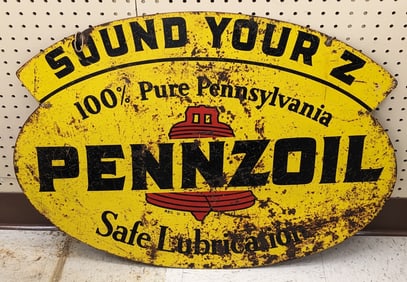 SOUND YOUR Z
100% Pure Pennsylvania
PENNZOIL
Safe Lubrication